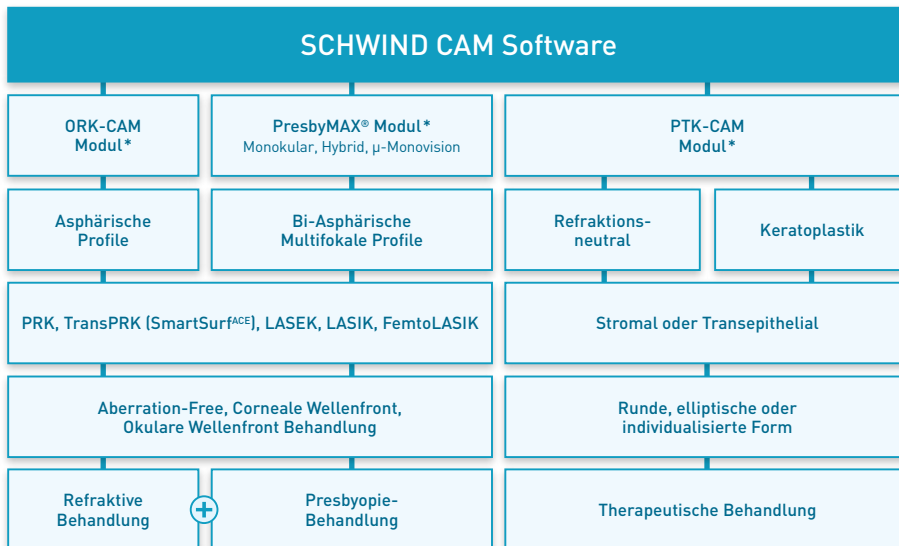 SCHWIND CAM Software
ORK-CAM
Modul*
PresbyMAX® Modul*
Monokular, Hybrid, µ-Monovision
PTK-CAM
Modul*
Asphärische
Profile
Bi-Asphärische
Multifokale Profile
Refraktions-
neutral
Keratoplastik
PRK, TransPRK (SmartSurfACE), LASEK, LASIK, FemtoLASIK
Stromal oder Transepithelial
Aberration-Free, Corneale Wellenfront,
Okulare Wellenfront Behandlung
Runde, elliptische oder
individualisierte Form
Refraktive
Behandlung
+
Presbyopie-
Behandlung
Therapeutische Behandlung